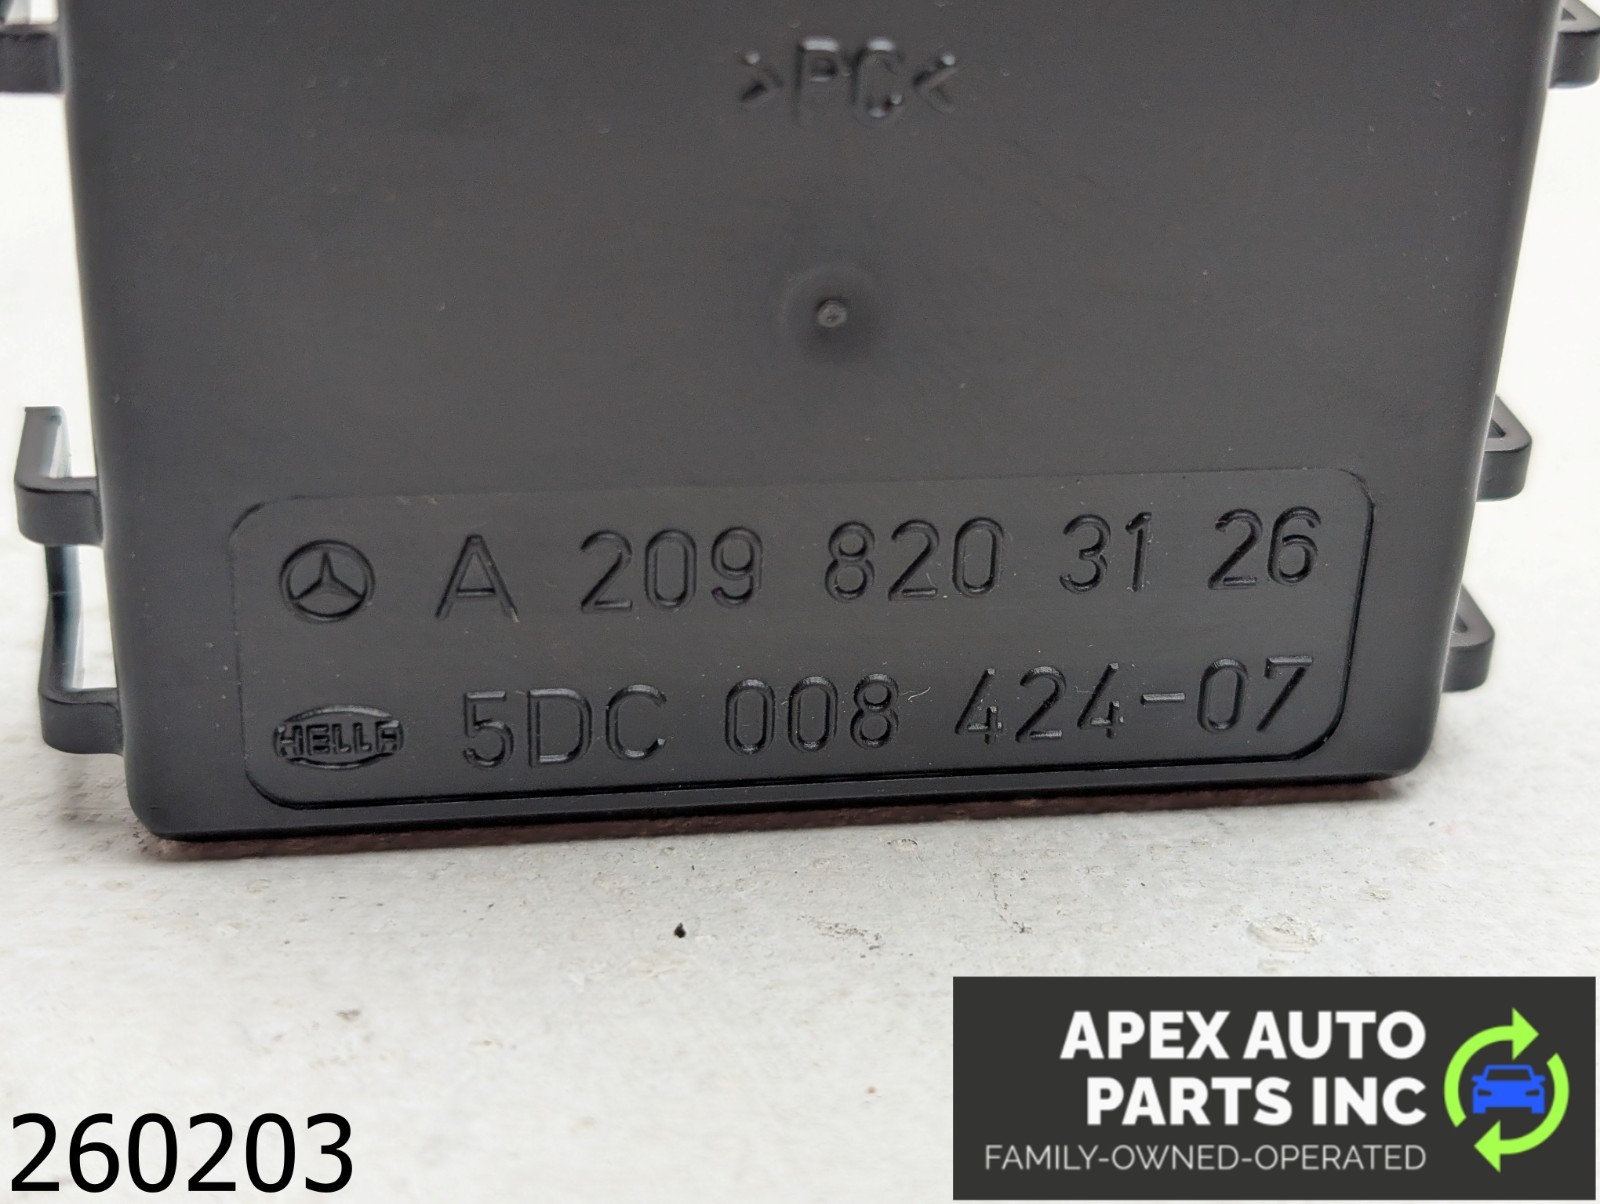 >PC<
A 209 820 31 26
HELLA 5DC 008 424-07
APEX AUTO
PARTS INC
FAMILY-OWNED-OPERATED
260203